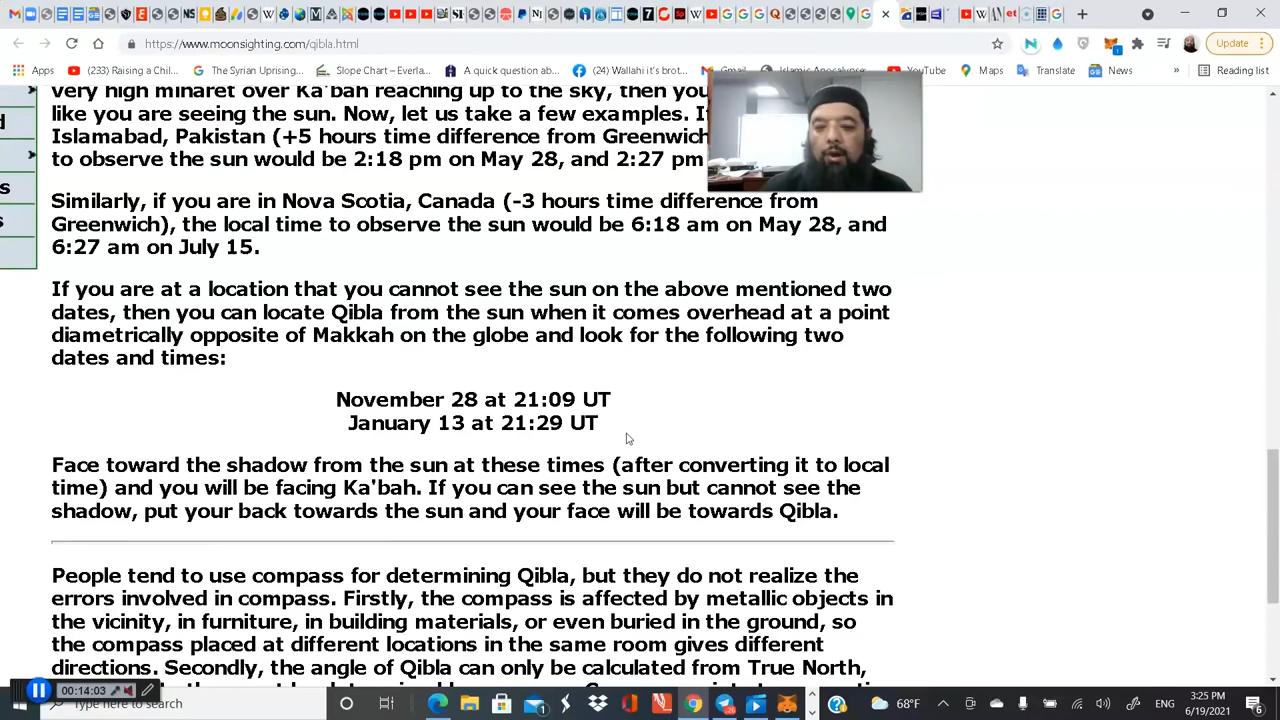 https://www.moonsighting.com/qibla.html
Update
Apps
(233) Raising a Chil...
The Syrian Uprising...
Slope Chart – Everla...
A quick question ab...
(24) Wallahi it's brot...
Gmail
Islamic Apocalypse
YouTube
Maps
Translate
News
»
Reading list
very high minaret over Ka'bah reaching up to the sky, then you
like you are seeing the sun. Now, let us take a few examples. I
Islamabad, Pakistan (+5 hours time difference from Greenwich
to observe the sun would be 2:18 pm on May 28, and 2:27 pm
Similarly, if you are in Nova Scotia, Canada (-3 hours time difference from
Greenwich), the local time to observe the sun would be 6:18 am on May 28, and
6:27 am on July 15.
If you are at a location that you cannot see the sun on the above mentioned two
dates, then you can locate Qibla from the sun when it comes overhead at a point
diametrically opposite of Makkah on the globe and look for the following two
dates and times:
November 28 at 21:09 UT
January 13 at 21:29 UT
Face toward the shadow from the sun at these times (after converting it to local
time) and you will be facing Ka'bah. If you can see the sun but cannot see the
shadow, put your back towards the sun and your face will be towards Qibla.
People tend to use compass for determining Qibla, but they do not realize the
errors involved in compass. Firstly, the compass is affected by metallic objects in
the vicinity, in furniture, in building materials, or even buried in the ground, so
the compass placed at different locations in the same room gives different
directions. Secondly, the angle of Qibla can only be calculated from True North,
00:14:03
Type here to search
68°F
3:25 PM
6/19/2021
6